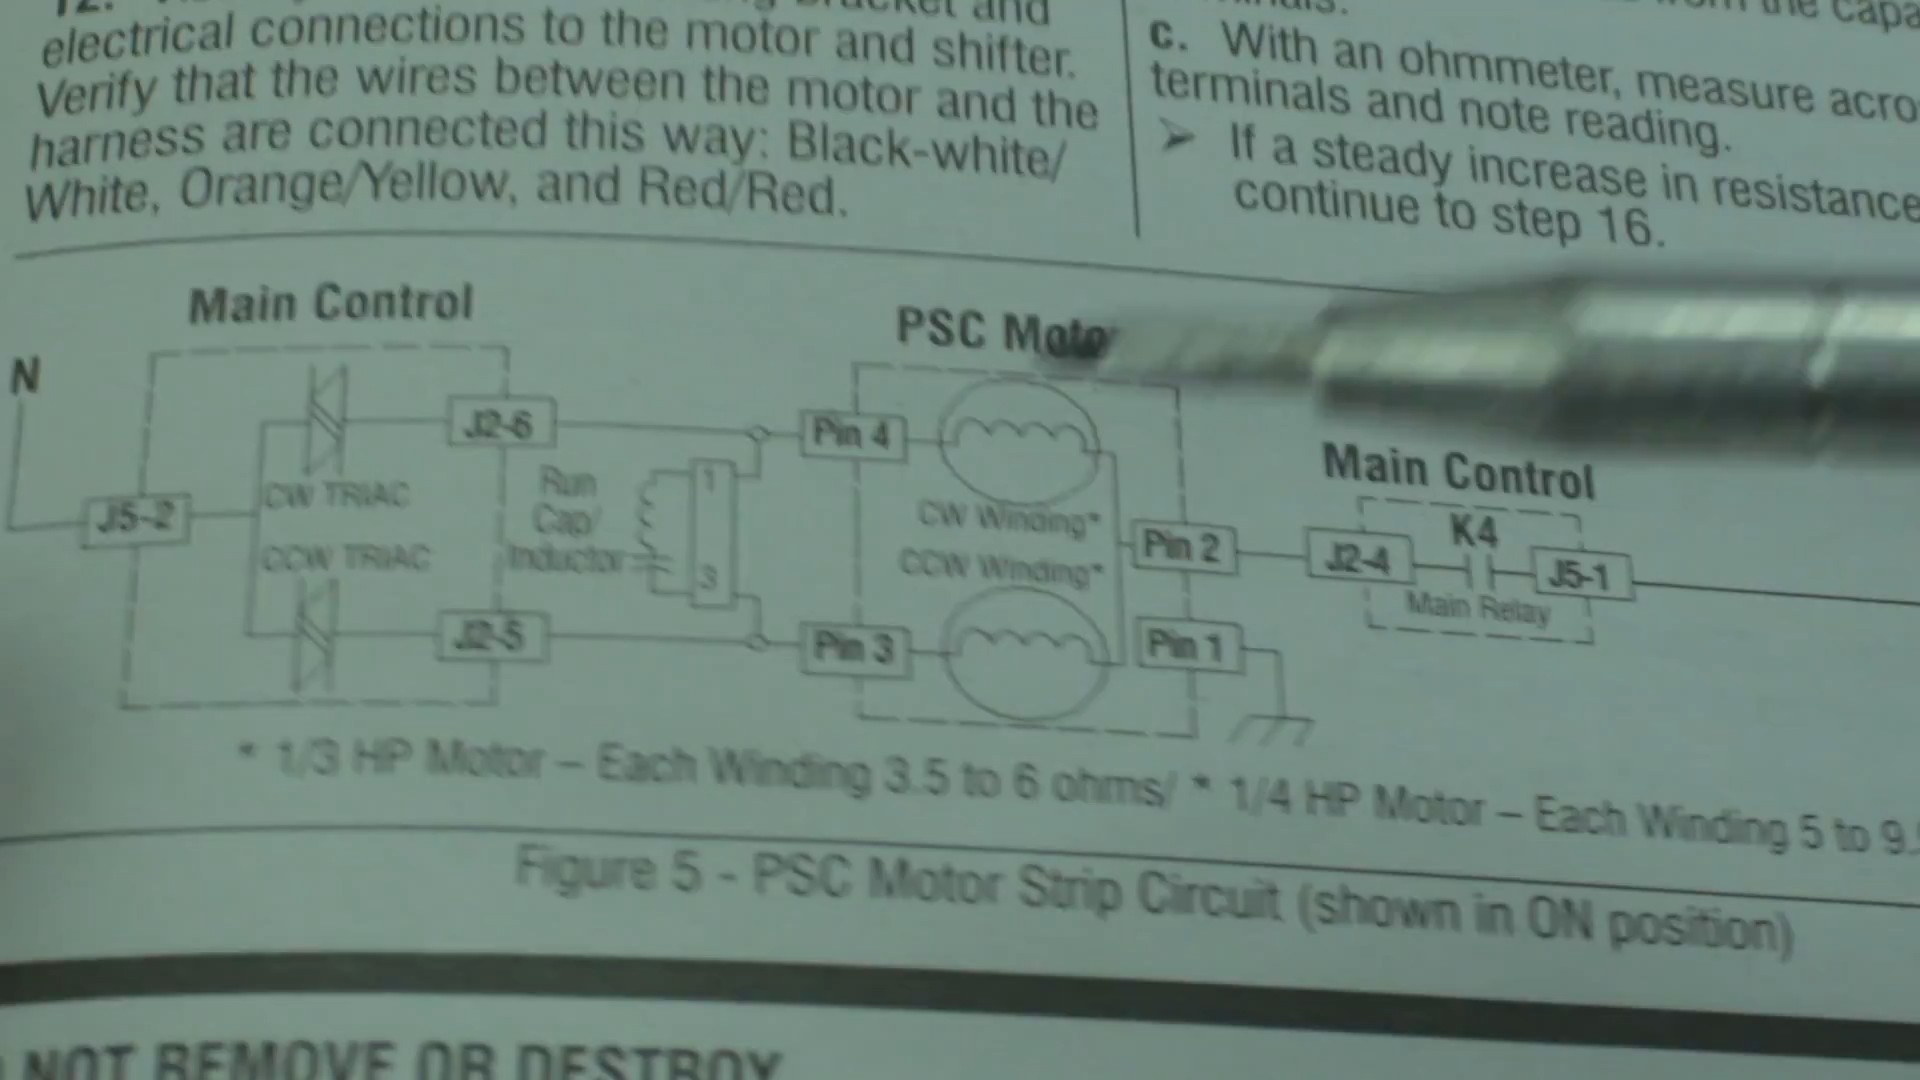 12.
bracket and
electrical connections to the motor and shifter.
Verify that the wires between the motor and the
harness are connected this way: Black-white/
White, Orange/Yellow, and Red/Red.
the capa
c. With an ohmmeter, measure acro
terminals and note reading.
➢ If a steady increase in resistance
continue to step 16.
Main Control
PSC Motor
Main Control
N
J5-2
CW TRIAC
CCW TRIAC
J2-6
J2-5
Run
Cap/
Inductor
1
3
Pin 4
Pin 3
CW Winding*
CCW Winding*
Pin 2
Pin 1
J2-4
K4
J5-1
Main Relay
* 1/3 HP Motor – Each Winding 3.5 to 6 ohms/ * 1/4 HP Motor – Each Winding 5 to 9.
Figure 5 - PSC Motor Strip Circuit (shown in ON position)
NOT REMOVE OR DESTROY